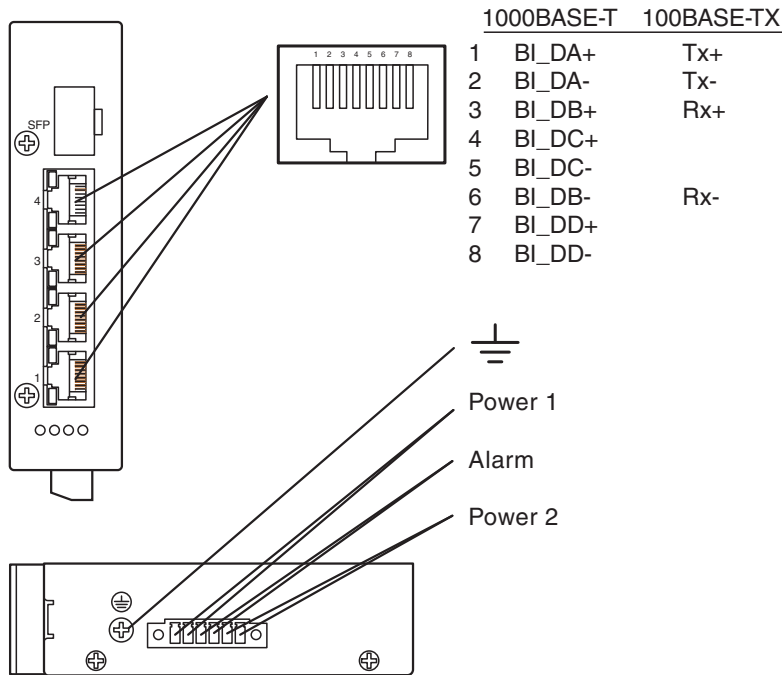 1000BASE-T 100BASE-TX
1 BI_DA+ Tx+
2 BI_DA- Tx-
3 BI_DB+ Rx+
4 BI_DC+
5 BI_DC-
6 BI_DB- Rx-
7 BI_DD+
8 BI_DD-
1 2 3 4 5 6 7 8
SFP
4
3
2
1
Power 1
Alarm
Power 2